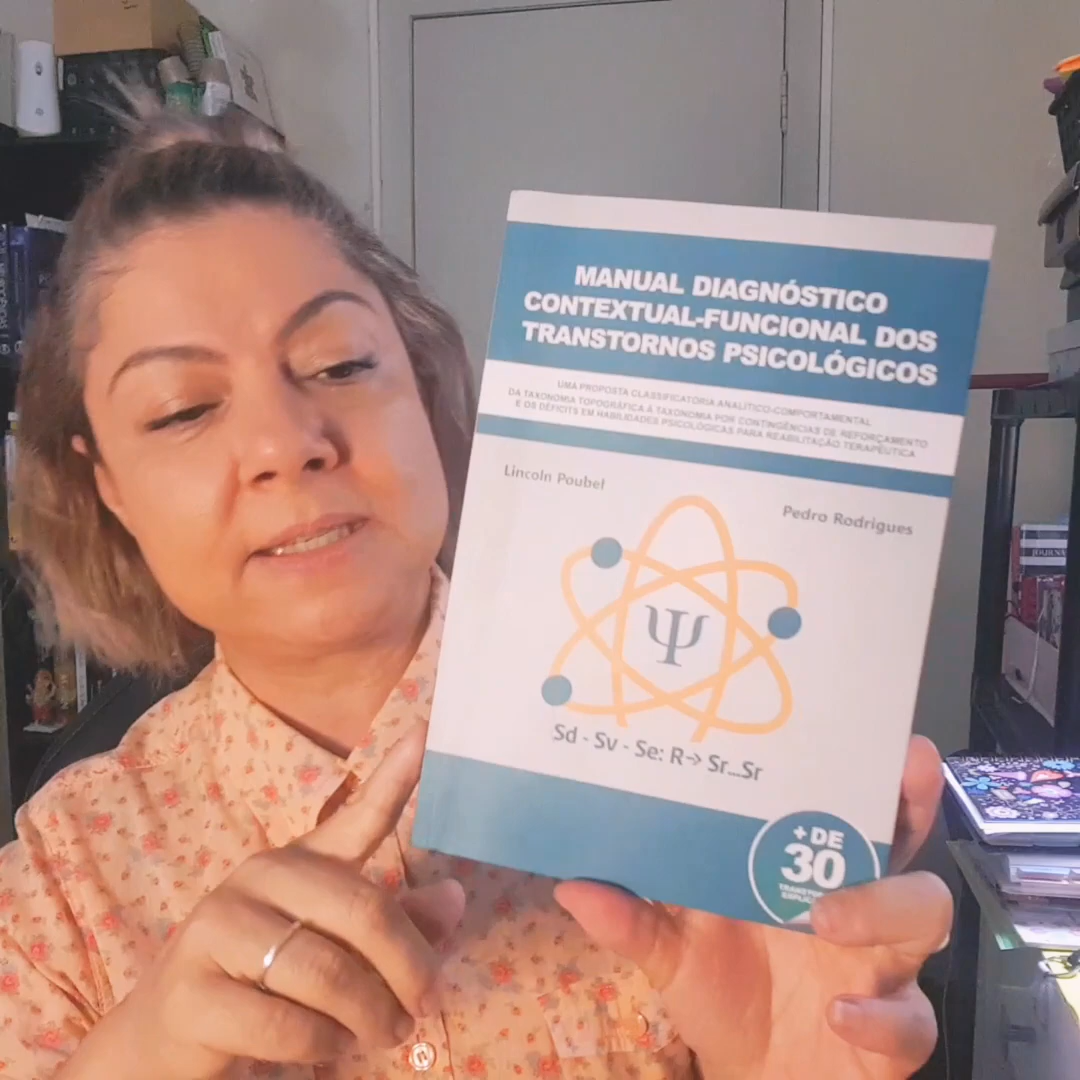 MANUAL DIAGNÓSTICO
CONTEXTUAL-FUNCIONAL DOS
TRANSTORNOS PSICOLÓGICOS
UMA PROPOSTA CLASSIFICATÓRIA ANALÍTICO-COMPORTAMENTAL
DA TAXONOMIA TOPOGRÁFICA À TAXONOMIA POR CONTINGÊNCIAS DE REFORÇAMENTO
E OS DÉFICITS EM HABILIDADES PSICOLÓGICAS PARA REABILITAÇÃO TERAPÊUTICA
Lincoln Poubel
Pedro Rodrigues
Ψ
Sd - Sv - Se: R→ Sr...Sr
+ DE
30